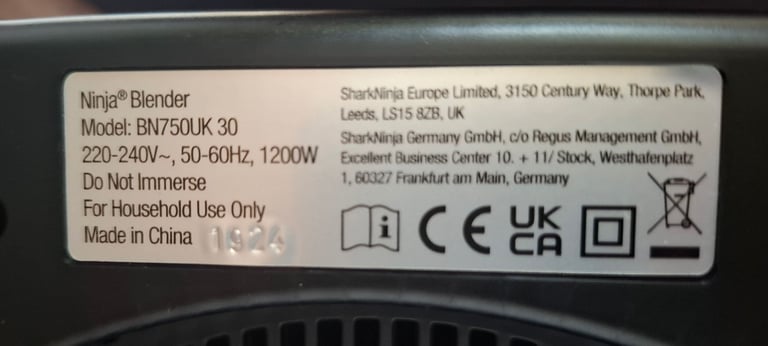 Ninja® Blender
Model: BN750UK 30
220-240V~, 50-60Hz, 1200W
Do Not Immerse
For Household Use Only
Made in China 1924
SharkNinja Europe Limited, 3150 Century Way, Thorpe Park,
Leeds, LS15 8ZB, UK
SharkNinja Germany GmbH, c/o Regus Management GmbH,
Excellent Business Center 10. + 11/ Stock, Westhafenplatz
1, 60327 Frankfurt am Main, Germany
i CE UK
CA